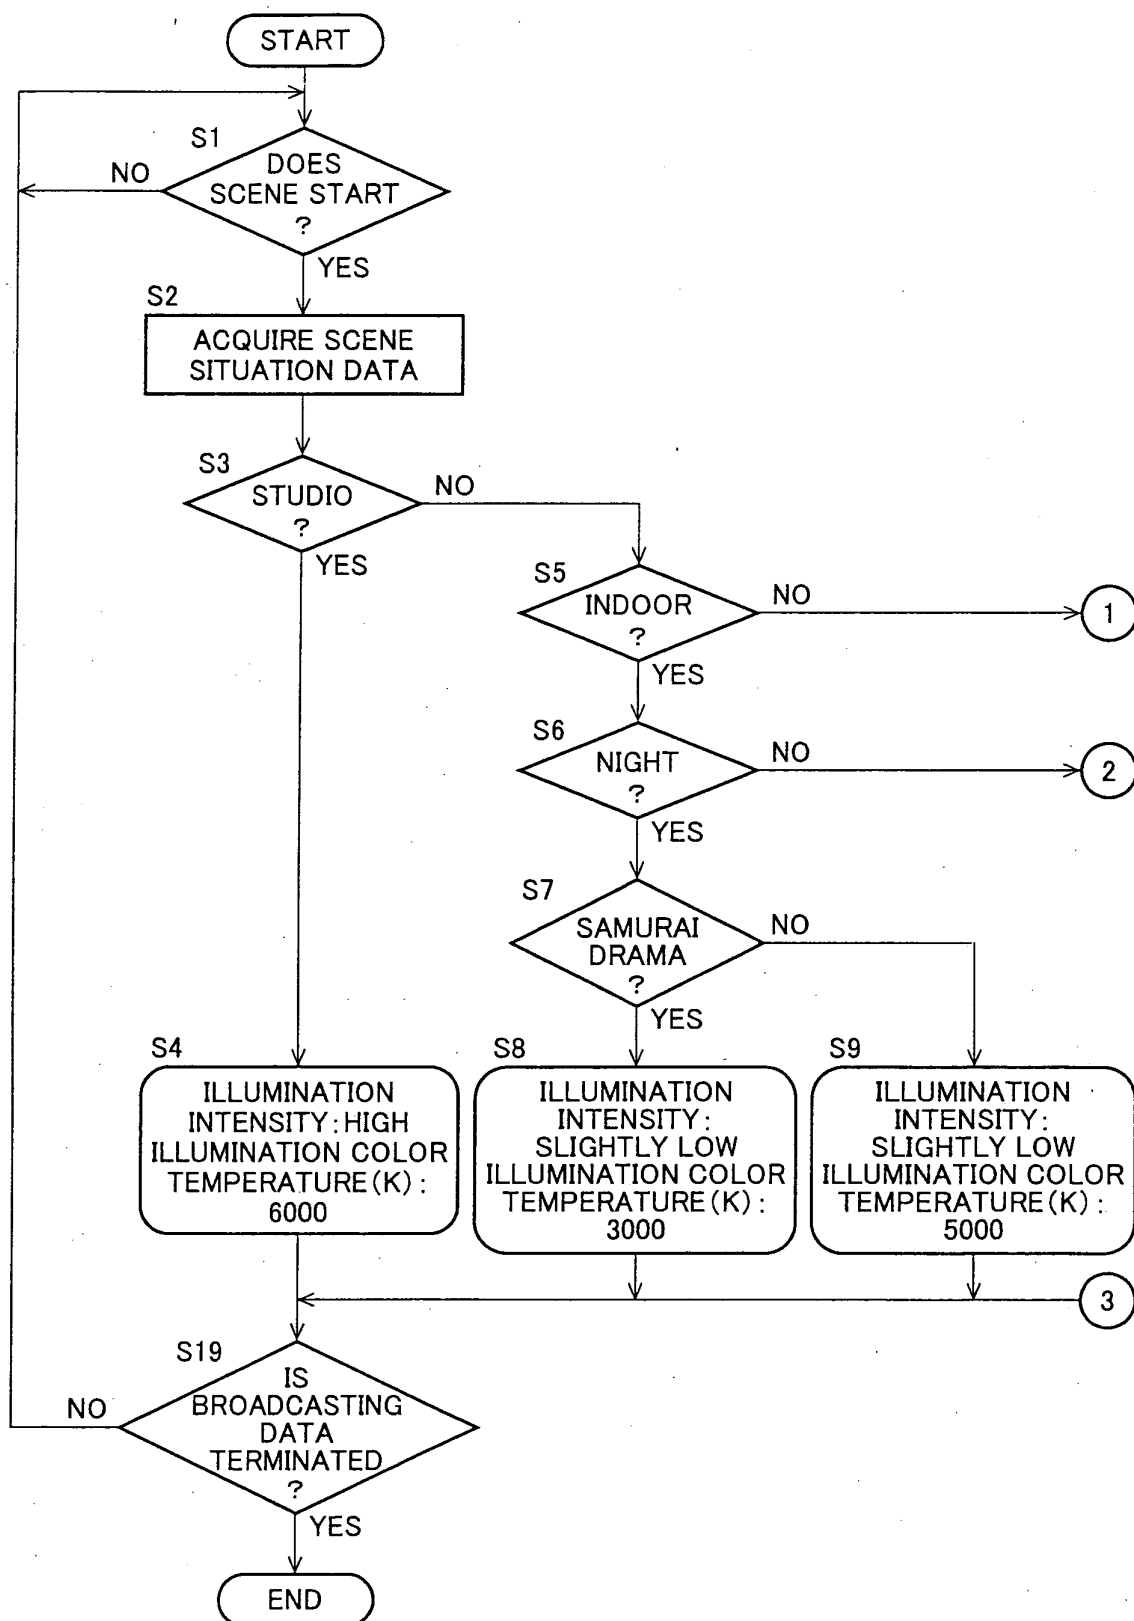 START
S1
DOES
SCENE START
?
NO
YES
S2
ACQUIRE SCENE
SITUATION DATA
S3
STUDIO
?
NO
YES
S5
INDOOR
?
NO
1
YES
S6
NIGHT
?
NO
2
YES
S7
SAMURAI
DRAMA
?
NO
YES
S4
ILLUMINATION
INTENSITY:HIGH
ILLUMINATION COLOR
TEMPERATURE(K):
6000
S8
ILLUMINATION
INTENSITY:
SLIGHTLY LOW
ILLUMINATION COLOR
TEMPERATURE(K):
3000
S9
ILLUMINATION
INTENSITY:
SLIGHTLY LOW
ILLUMINATION COLOR
TEMPERATURE(K):
5000
3
S19
IS
BROADCASTING
DATA
TERMINATED
?
NO
YES
END